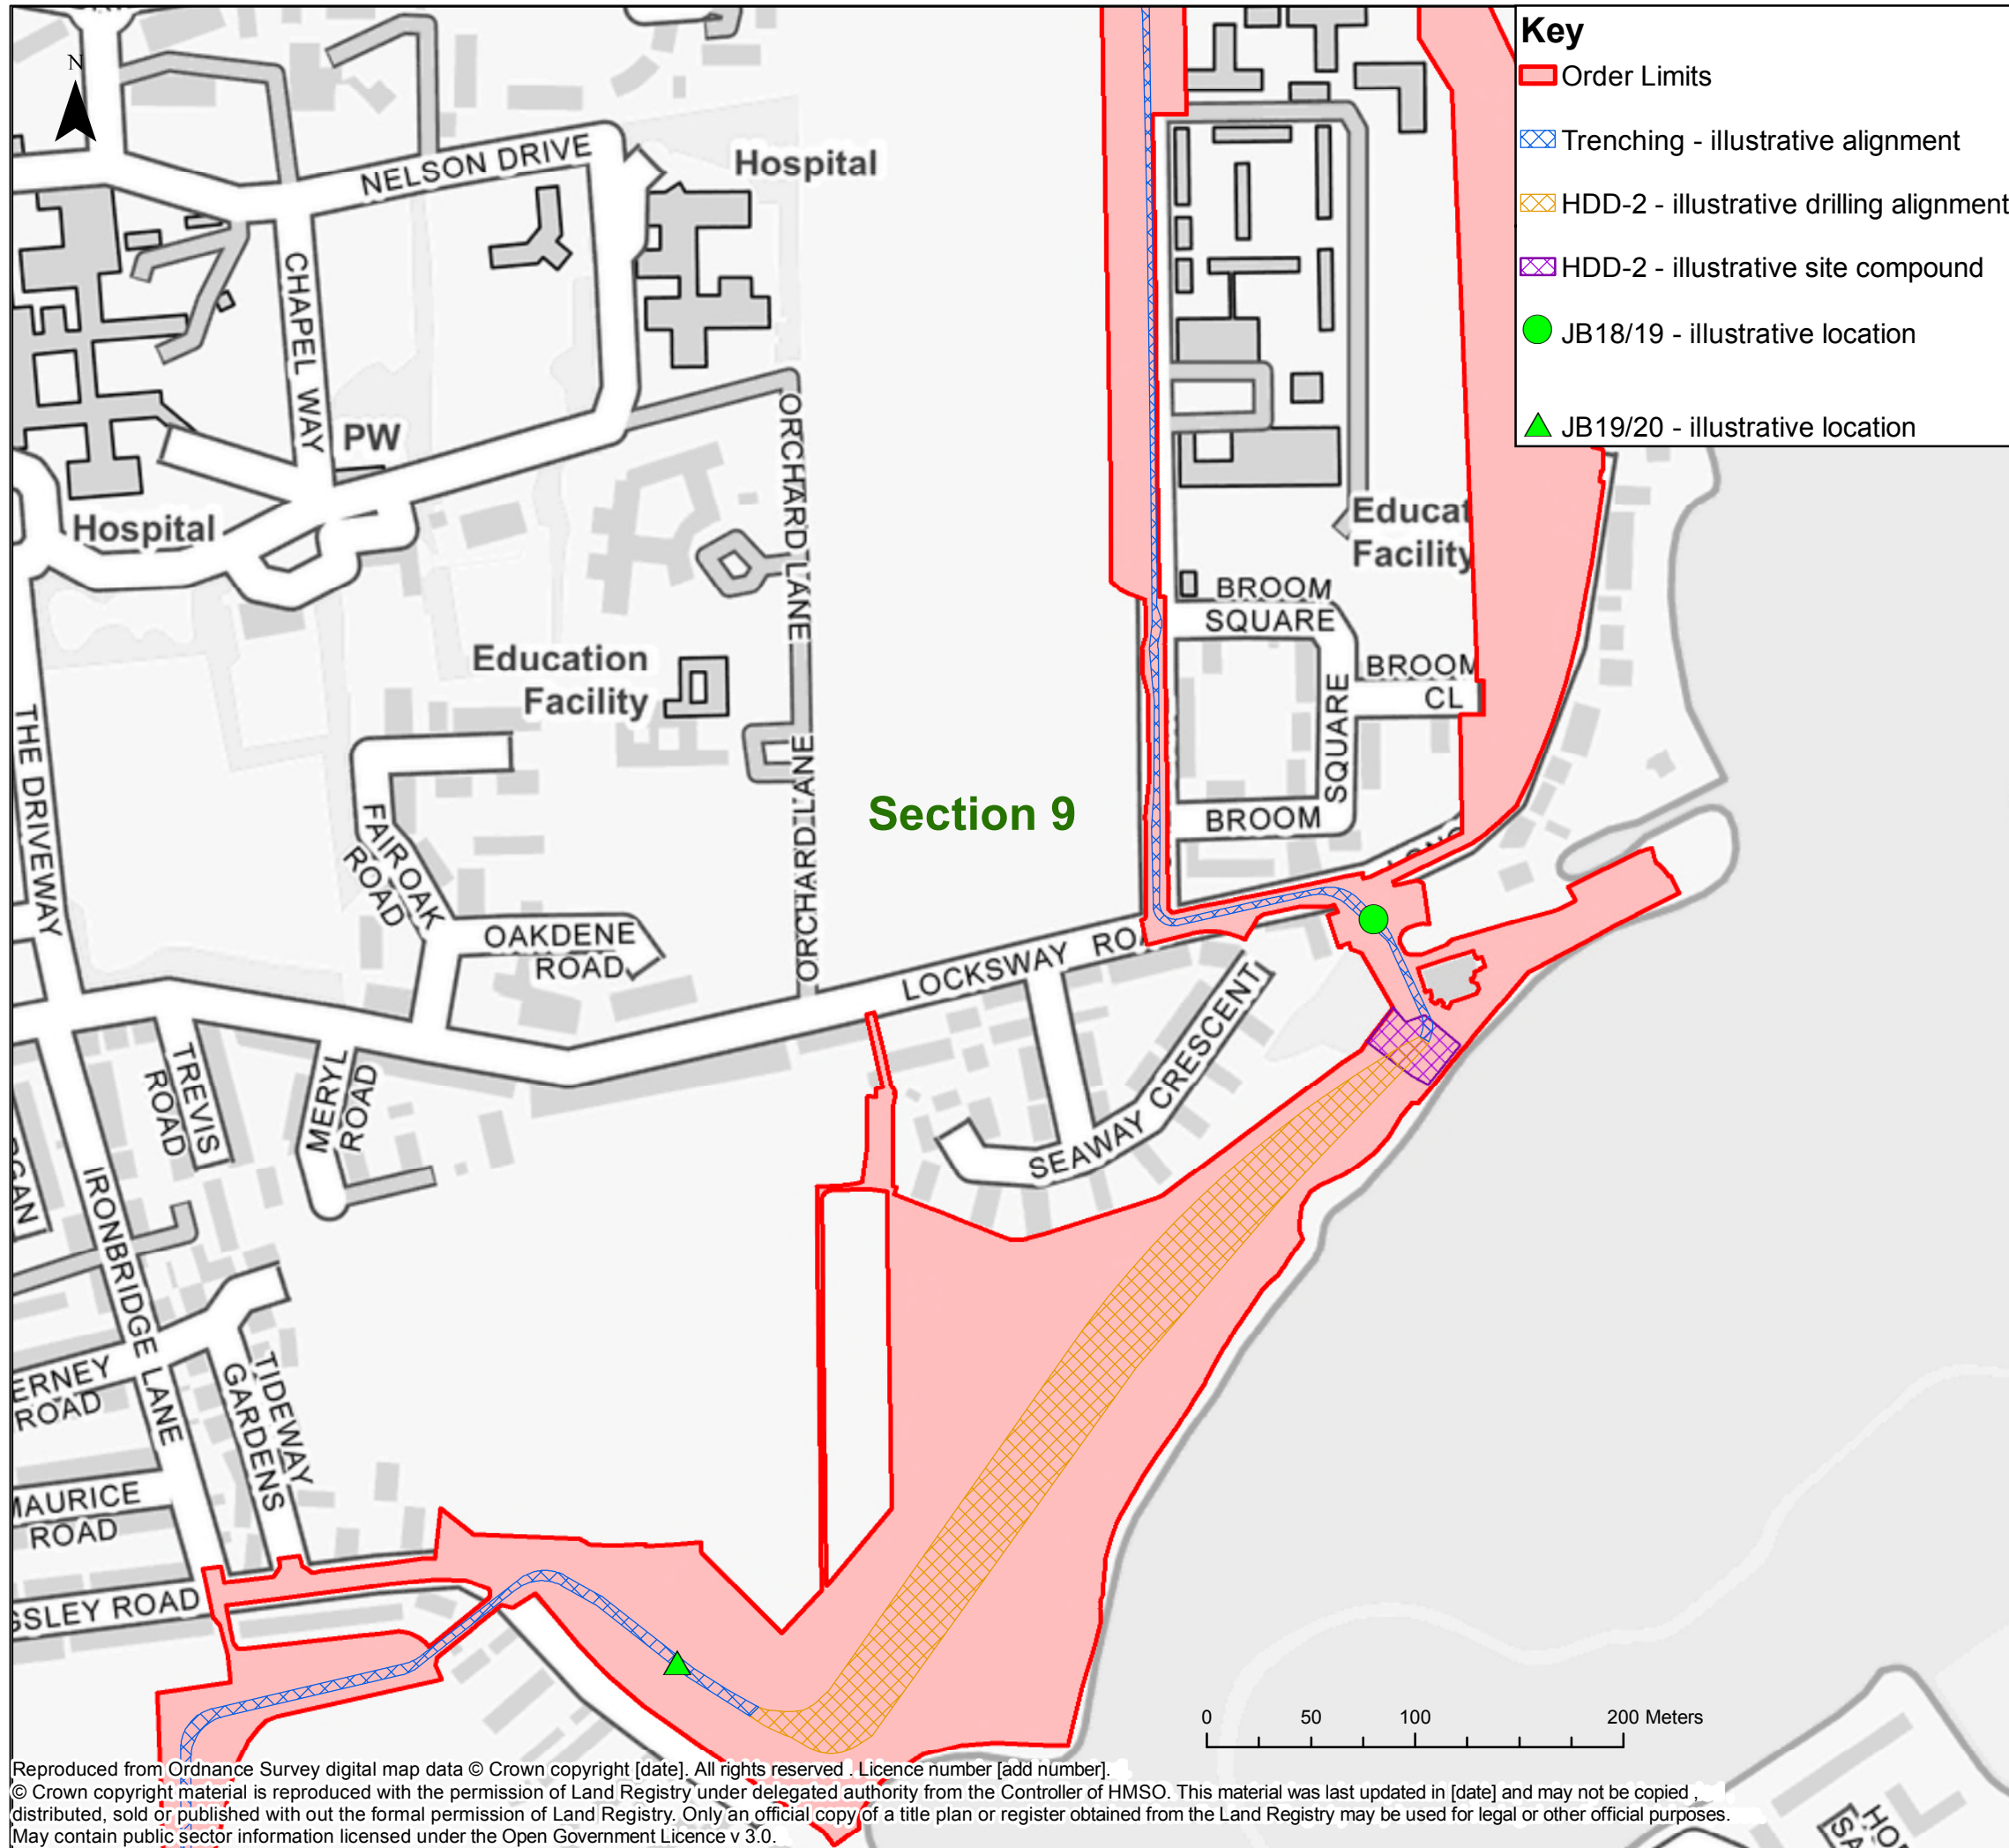 Key
Order Limits
Trenching - illustrative alignment
HDD-2 - illustrative drilling alignment
HDD-2 - illustrative site compound
JB18/19 - illustrative location
JB19/20 - illustrative location
N
NELSON DRIVE
Hospital
CHAPEL WAY
PW
Hospital
ORCHARD LANE
Educat
Facility
BROOM
SQUARE
Education
Facility
BROOM
CL
SQUARE
THE DRIVEWAY
ORCHARD LANE
Section 9
BROOM
FAIROAK
ROAD
OAKDENE
ROAD
LOCKSWAY ROA
TREVIS
ROAD
MERYL
ROAD
SEAWAY CRESCENT
RGAN
IRONBRIDGE LANE
ERNEY
ROAD
TIDEWAY
GARDENS
MAURICE
ROAD
GSLEY ROAD
0 50 100 200 Meters
Reproduced from Ordnance Survey digital map data © Crown copyright [date]. All rights reserved . Licence number [add number].
© Crown copyright material is reproduced with the permission of Land Registry under delegated authority from the Controller of HMSO. This material was last updated in [date] and may not be copied ,
distributed, sold or published with out the formal permission of Land Registry. Only an official copy of a title plan or register obtained from the Land Registry may be used for legal or other official purposes.
May contain public sector information licensed under the Open Government Licence v 3.0.